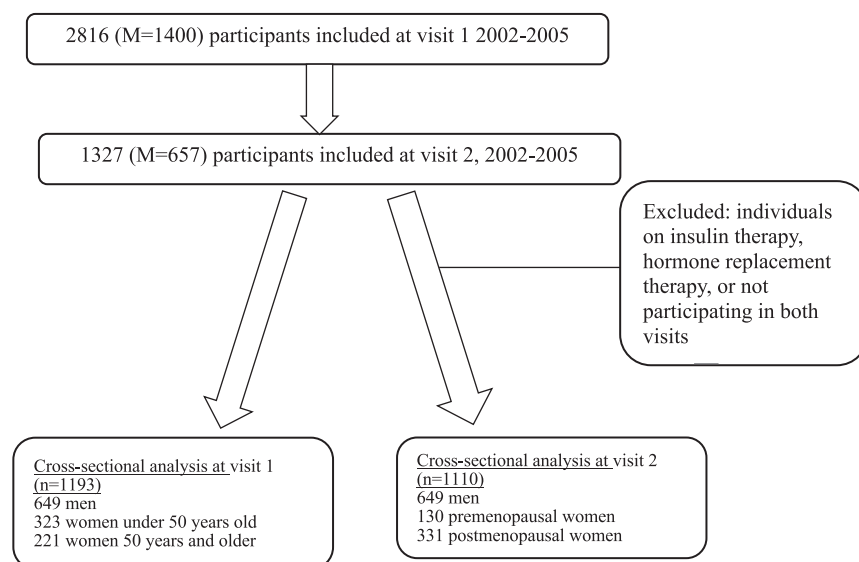 2816 (M=1400) participants included at visit 1 2002-2005
1327 (M=657) participants included at visit 2, 2002-2005
Excluded: individuals
on insulin therapy,
hormone replacement
therapy, or not
participating in both
visits
Cross-sectional analysis at visit 1
(n=1193)
649 men
323 women under 50 years old
221 women 50 years and older
Cross-sectional analysis at visit 2
(n=1110)
649 men
130 premenopausal women
331 postmenopausal women